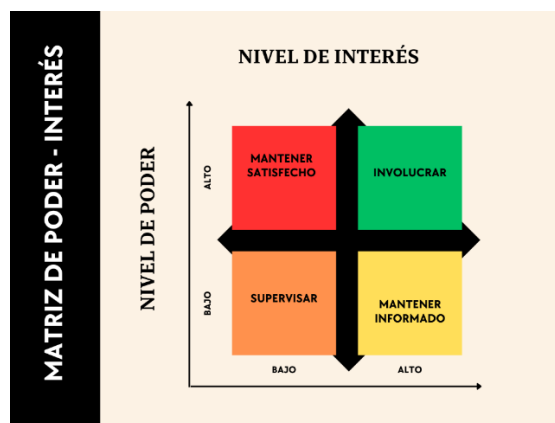 MATRIZ DE PODER - INTERÉS
NIVEL DE INTERÉS
NIVEL DE PODER
ALTO
MANTENER
SATISFECHO
INVOLUCRAR
BAJO
SUPERVISAR
MANTENER
INFORMADO
BAJO
ALTO